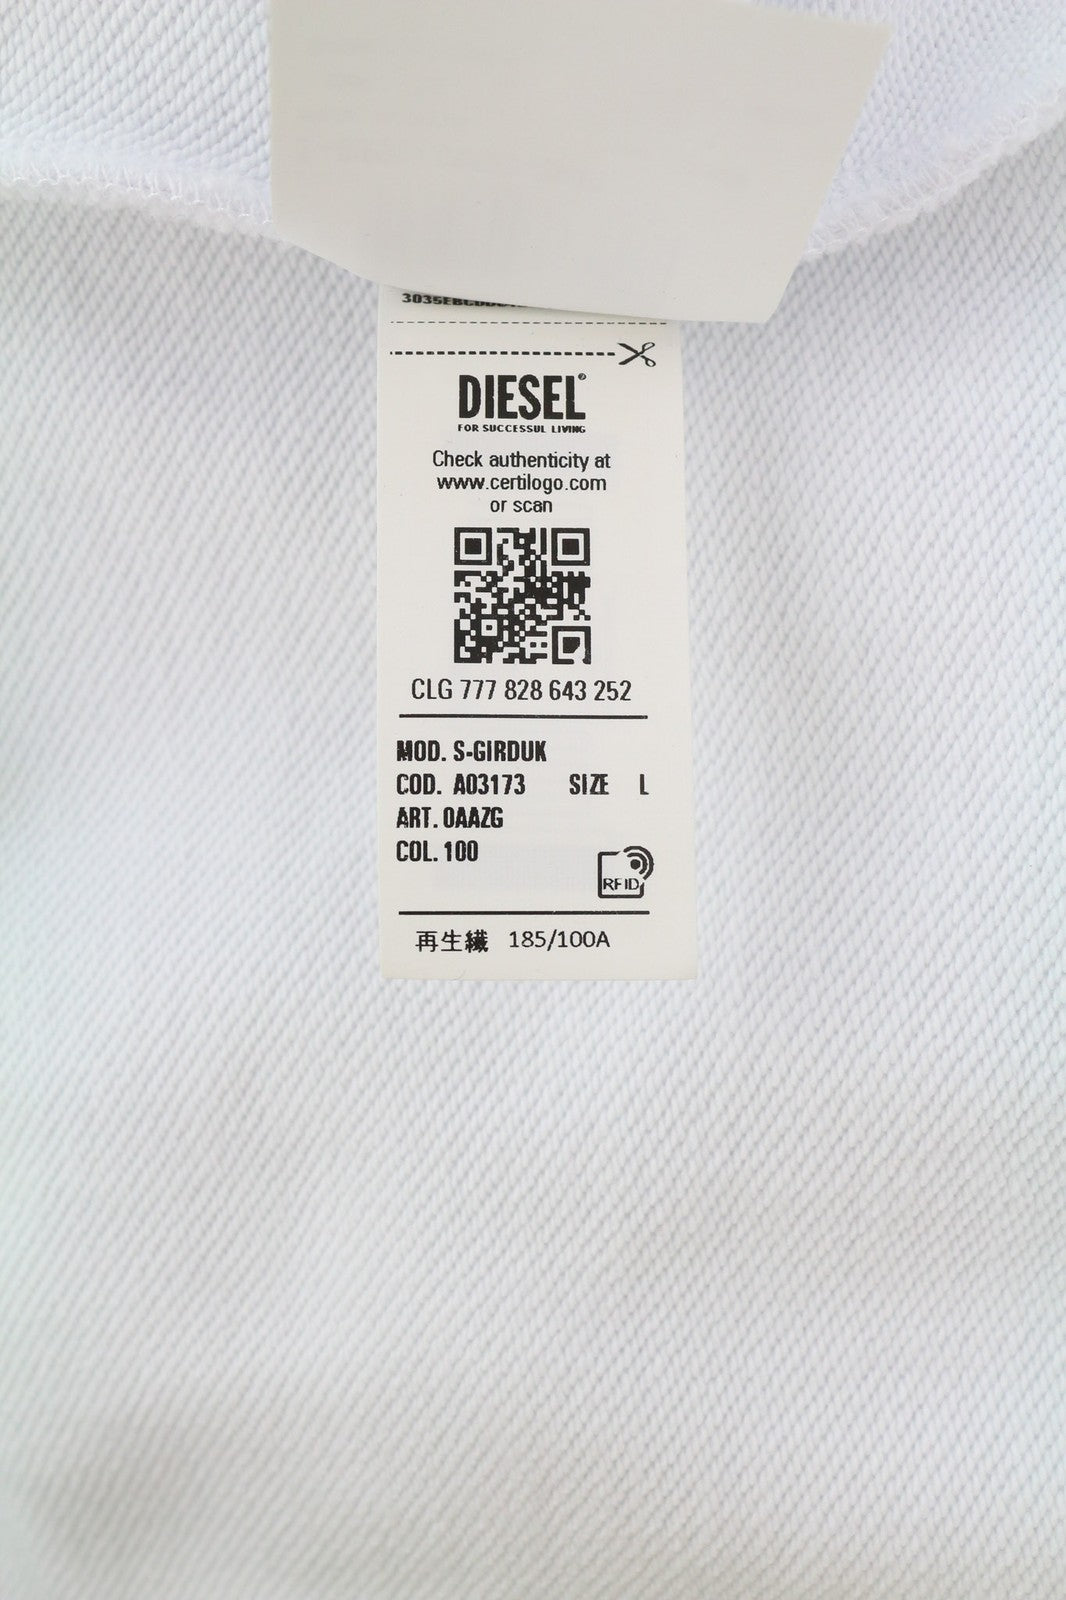 DIESEL®
FOR SUCCESSUL LIVING
Check authenticity at
www.certilogo.com
or scan
CLG 777 828 643 252
MOD. S-GIRDUK
COD. A03173 SIZE L
ART. 0AAZG
COL. 100
RFID
再生繊 185/100A